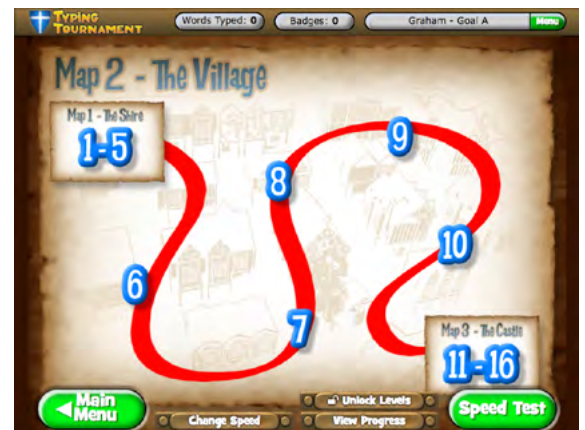 TYPING
TOURNAMENT
Words Typed: 0
Badges: 0
Graham - Goal A
Menu
Map 2 - The Village
Map 1 - The Shire
1-5
9
8
10
6
7
Map 3 - The Castle
11-16
Main
Menu
Unlock Levels
Change Speed
View Progress
Speed Test